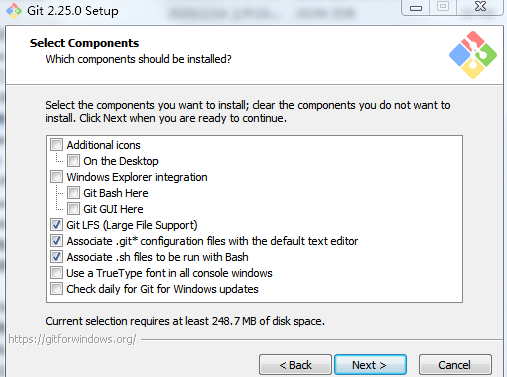 Git 2.25.0 Setup
Select Components
Which components should be installed?
Select the components you want to install; clear the components you do not want to
install. Click Next when you are ready to continue.
Additional icons
On the Desktop
Windows Explorer integration
Git Bash Here
Git GUI Here
Git LFS (Large File Support)
Associate .git* configuration files with the default text editor
Associate .sh files to be run with Bash
Use a TrueType font in all console windows
Check daily for Git for Windows updates
Current selection requires at least 248.7 MB of disk space.
https://gitforwindows.org/
< Back
Next >
Cancel